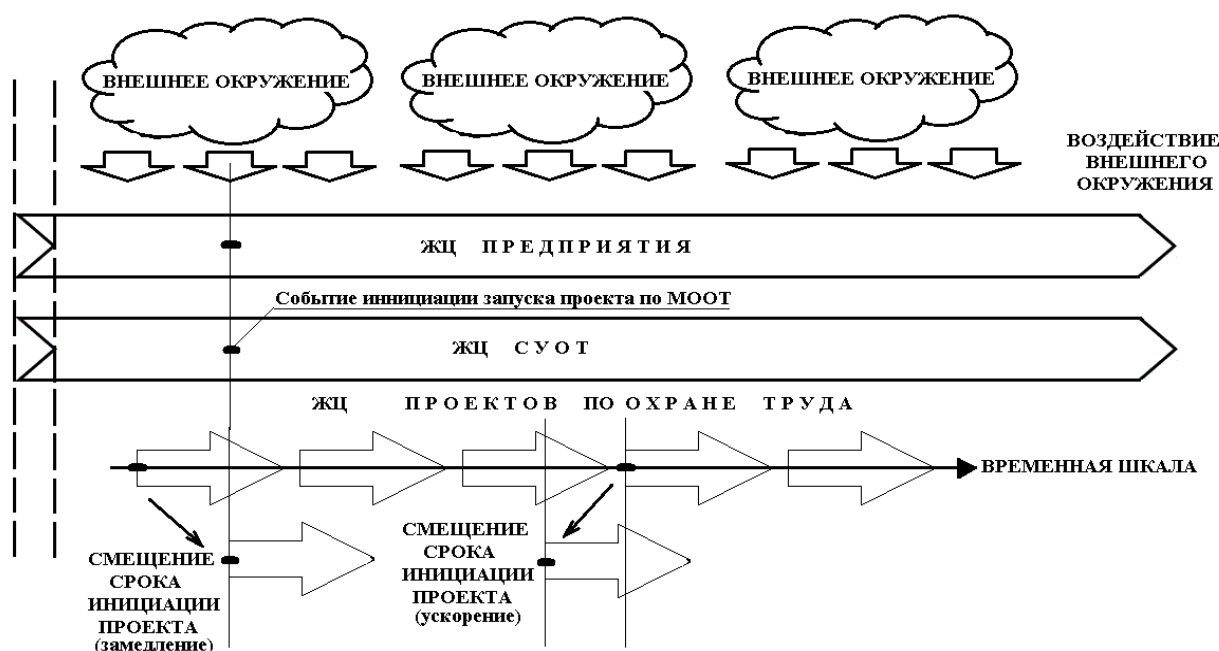 ВНЕШНЕЕ ОКРУЖЕНИЕ
ВНЕШНЕЕ ОКРУЖЕНИЕ
ВНЕШНЕЕ ОКРУЖЕНИЕ
ВОЗДЕЙСТВИЕ
ВНЕШНЕГО
ОКРУЖЕНИЯ
ЖЦ ПРЕДПРИЯТИЯ
Событие иннициации запуска проекта по МООТ
ЖЦ СУОТ
ЖЦ ПРОЕКТОВ ПО ОХРАНЕ ТРУДА
ВРЕМЕННАЯ ШКАЛА
СМЕЩЕНИЕ
СРОКА
ИНИЦИАЦИИ
ПРОЕКТА
(замедление)
СМЕЩЕНИЕ
СРОКА
ИНИЦИАЦИИ
ПРОЕКТА
(ускорение)